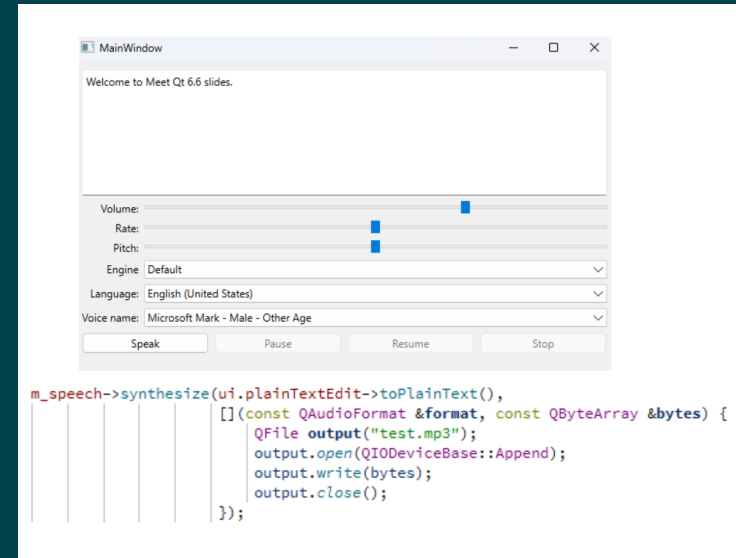 MainWindow
Welcome to Meet Qt 6.6 slides.
Volume:
Rate:
Pitch:
Engine Default
Language: English (United States)
Voice name: Microsoft Mark - Male - Other Age
Speak Pause Resume Stop
m_speech->synthesize(ui.plainTextEdit->toPlainText(),
[](const QAudioFormat &format, const QByteArray &bytes) {
QFile output("test.mp3");
output.open(QIODeviceBase::Append);
output.write(bytes);
output.close();
});